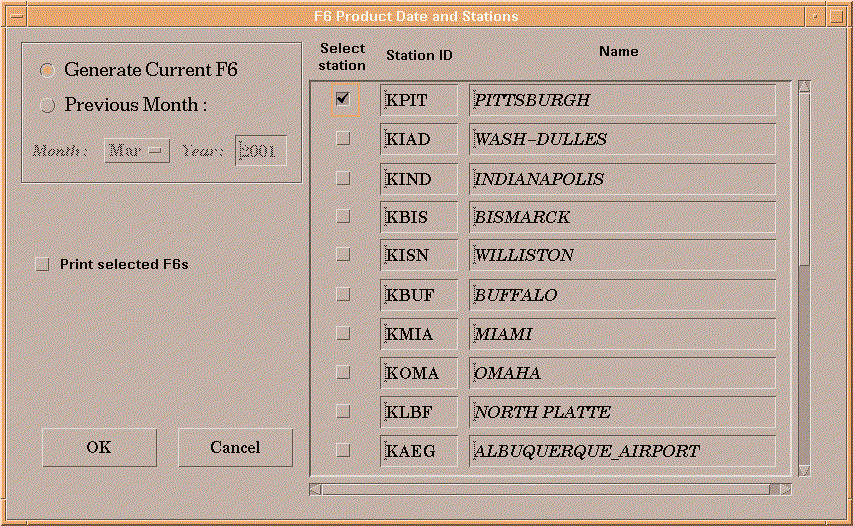 F6 Product Date and Stations
Generate Current F6
Previous Month :
Month : Mar Year : 2001
Print selected F6s
OK Cancel
Select station Station ID Name
KPIT PITTSBURGH
KIAD WASH-DULLES
KIND INDIANAPOLIS
KBIS BISMARCK
KISN WILLISTON
KBUF BUFFALO
KMIA MIAMI
KOMA OMAHA
KLBF NORTH PLATTE
KAEG ALBUQUERQUE_AIRPORT